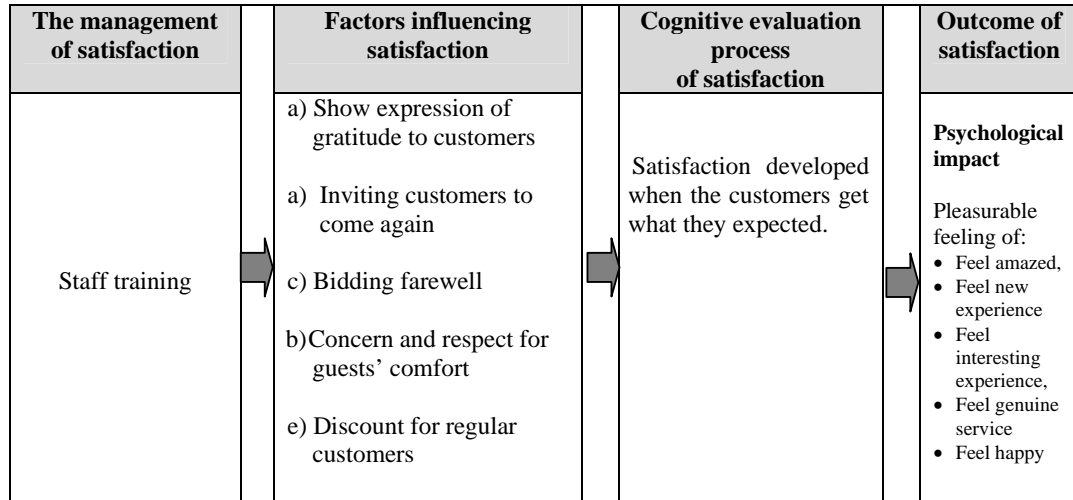 The management
of satisfaction
Staff training
Factors influencing
satisfaction
a) Show expression of
gratitude to customers
a) Inviting customers to
come again
c) Bidding farewell
b)Concern and respect for
guests’ comfort
e) Discount for regular
customers
Cognitive evaluation
process
of satisfaction
Satisfaction developed
when the customers get
what they expected.
Outcome of
satisfaction
Psychological
impact
Pleasurable
feeling of:
• Feel amazed,
• Feel new
experience
• Feel
interesting
experience,
• Feel genuine
service
• Feel happy